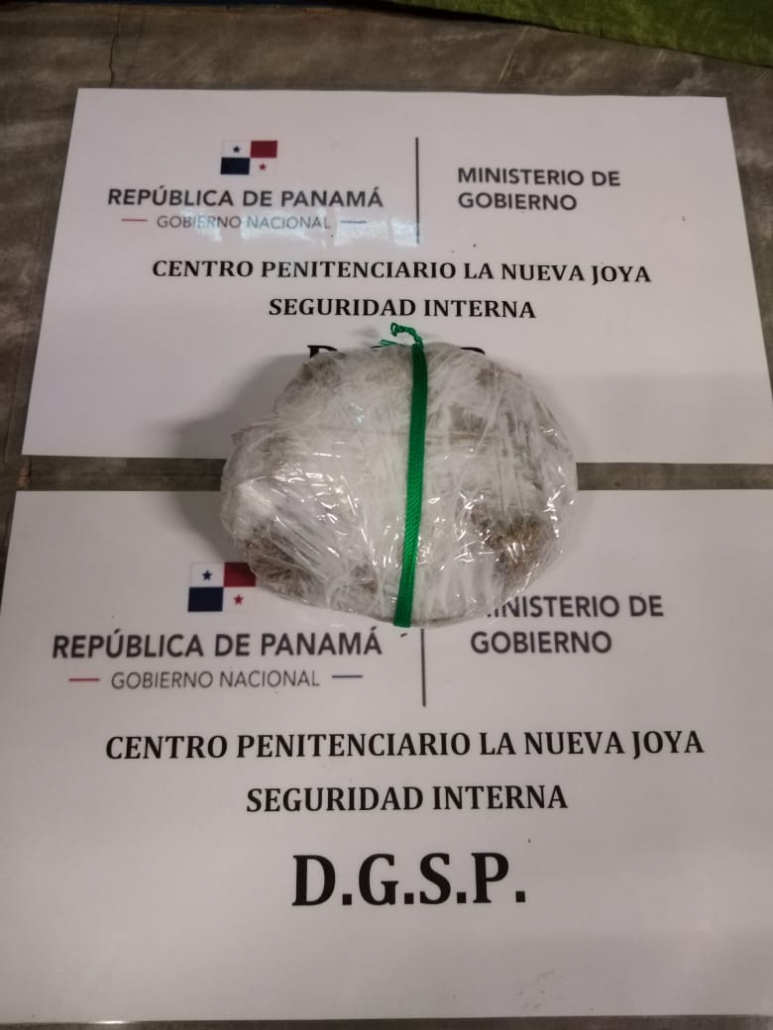 REPÚBLICA DE PANAMÁ
GOBIERNO NACIONAL
MINISTERIO DE
GOBIERNO
CENTRO PENITENCIARIO LA NUEVA JOYA
SEGURIDAD INTERNA
REPÚBLICA DE PANAMÁ
GOBIERNO NACIONAL
MINISTERIO DE
GOBIERNO
CENTRO PENITENCIARIO LA NUEVA JOYA
SEGURIDAD INTERNA
D.G.S.P.